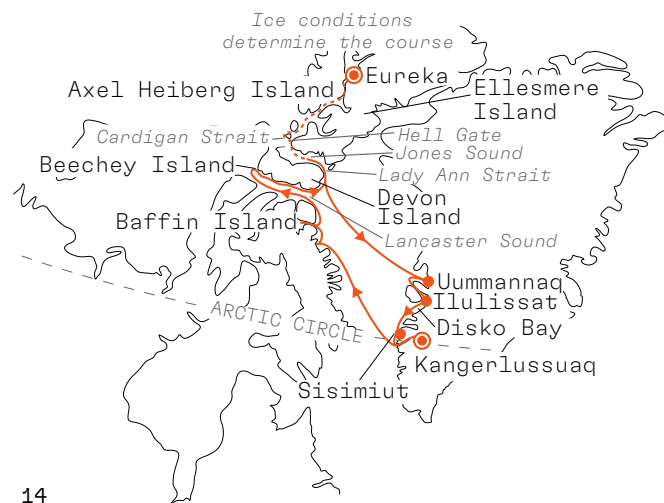 Ice conditions
determine the course
Eureka
Axel Heiberg Island
Ellesmere
Island
Cardigan Strait
Hell Gate
Jones Sound
Beechey Island
Lady Ann Strait
Devon
Island
Baffin Island
Lancaster Sound
Uummannaq
Ilulissat
ARCTIC CIRCLE
Disko Bay
Kangerlussuaq
Sisimiut
14